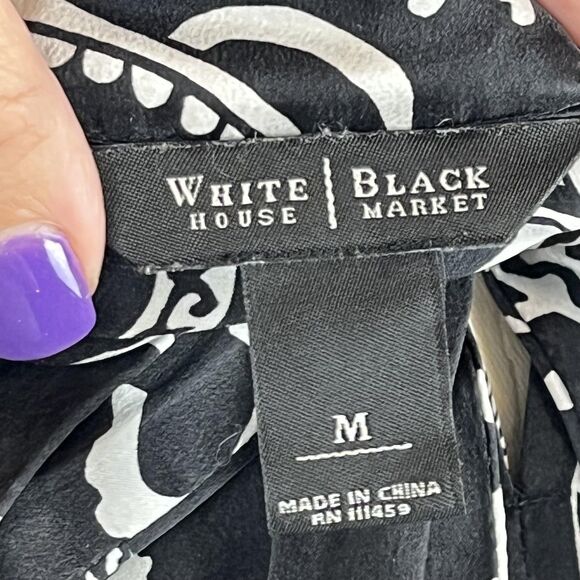 WHITE | BLACK
HOUSE | MARKET
M
MADE IN CHINA
RN 111459